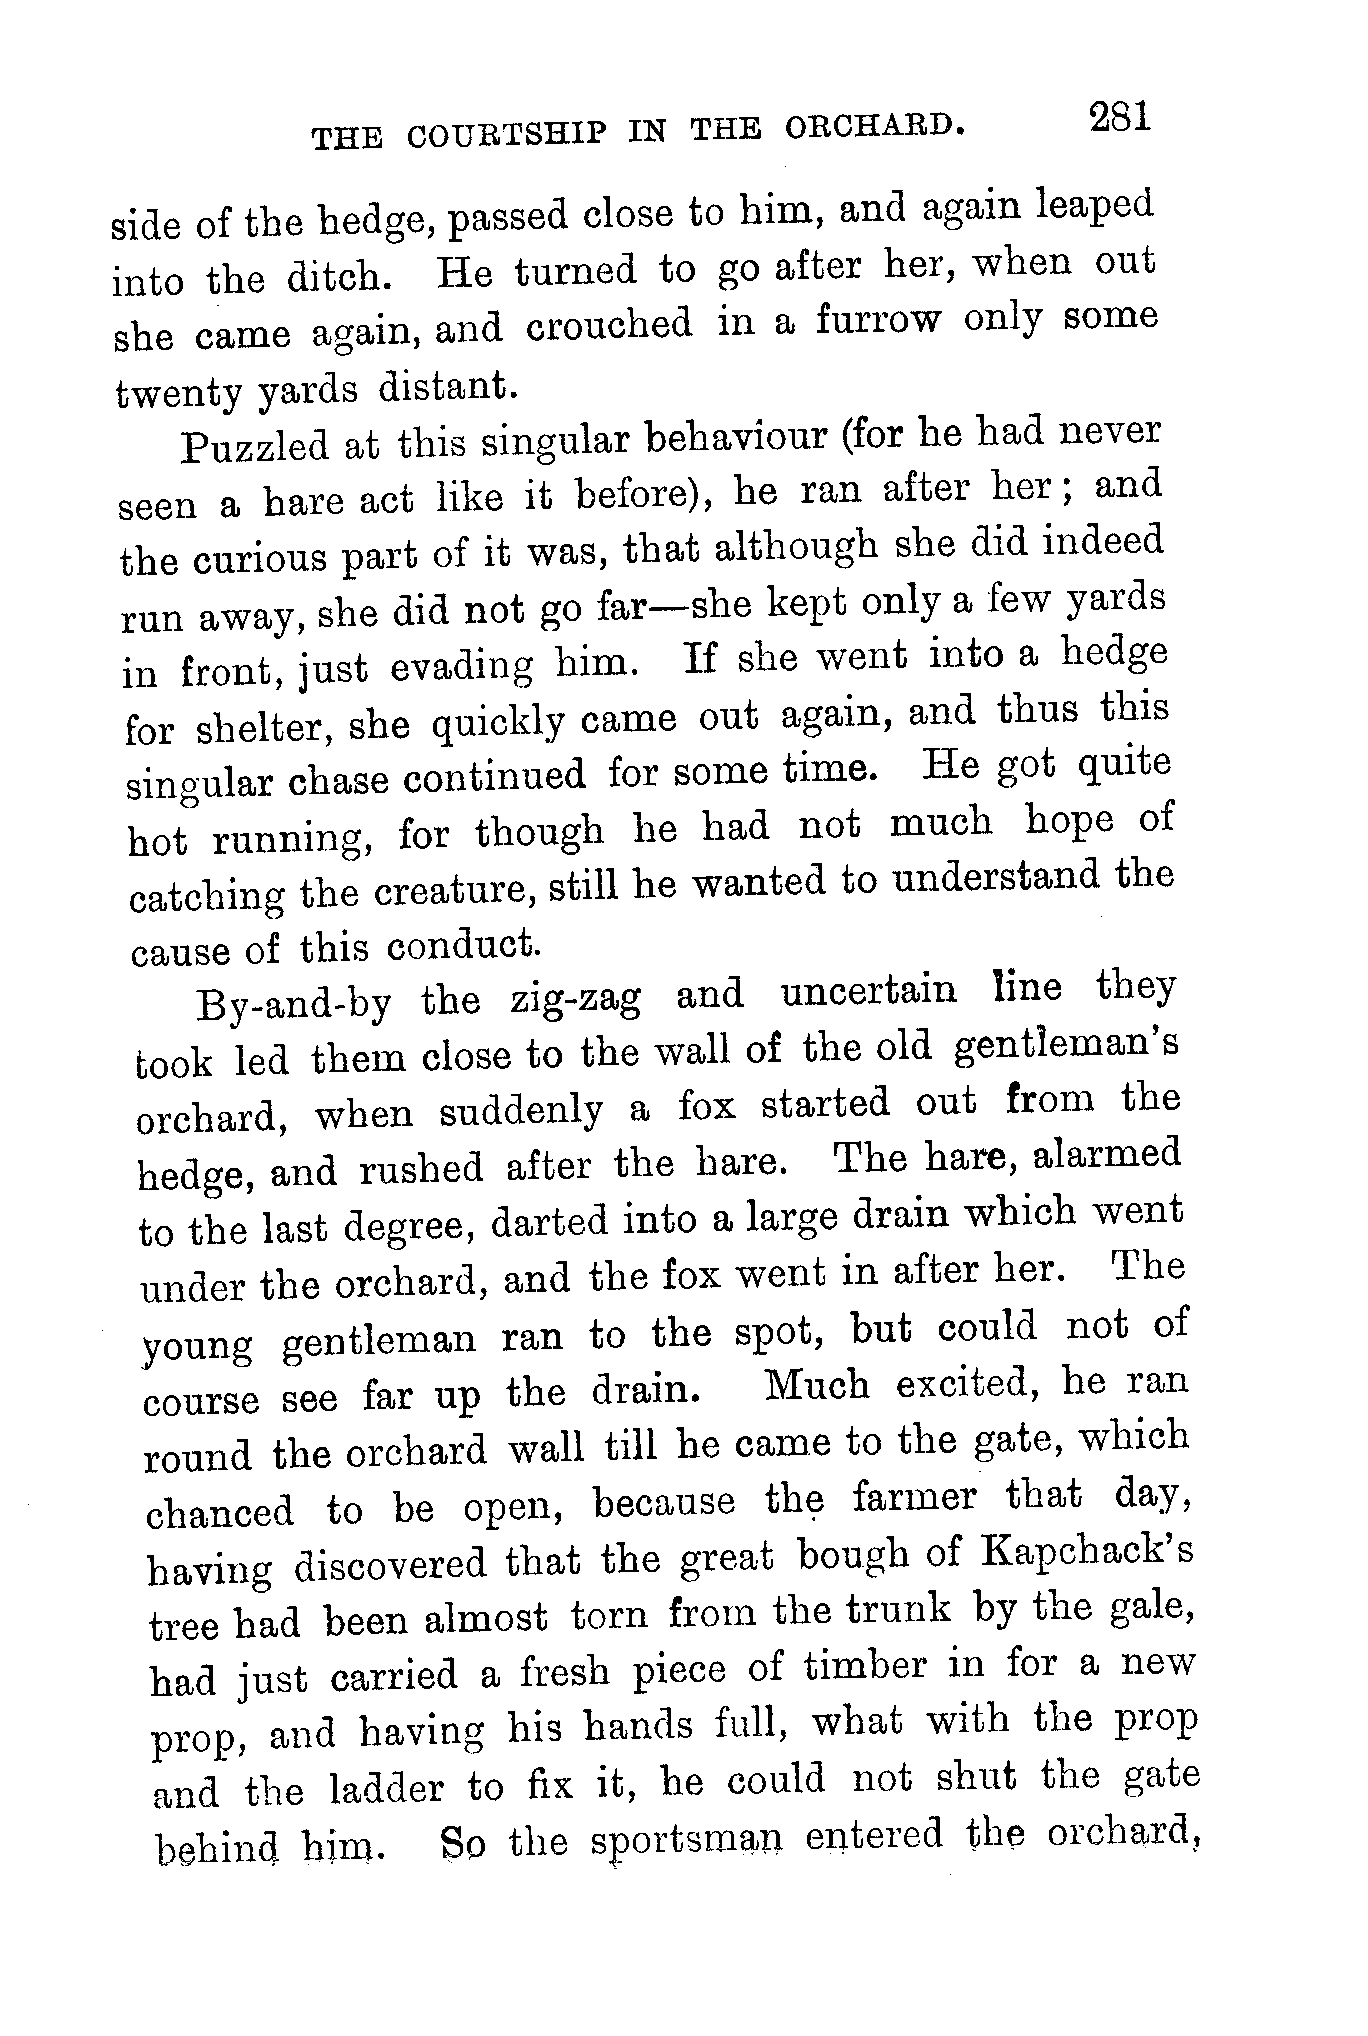 THE COURTSHIP IN THE ORCHARD. 281
side of the hedge, passed close to him, and again leaped
into the ditch. He turned to go after her, when out
she came again, and crouched in a furrow only some
twenty yards distant.
Puzzled at this singular behaviour (for he had never
seen a hare act like it before), he ran after her; and
the curious part of it was, that although she did indeed
run away, she did not go far—she kept only a few yards
in front, just evading him. If she went into a hedge
for shelter, she quickly came out again, and thus this
singular chase continued for some time. He got quite
hot running, for though he had not much hope of
catching the creature, still he wanted to understand the
cause of this conduct.
By-and-by the zig-zag and uncertain line they
took led them close to the wall of the old gentleman's
orchard, when suddenly a fox started out from the
hedge, and rushed after the hare. The hare, alarmed
to the last degree, darted into a large drain which went
under the orchard, and the fox went in after her. The
young gentleman ran to the spot, but could not of
course see far up the drain. Much excited, he ran
round the orchard wall till he came to the gate, which
chanced to be open, because the farmer that day,
having discovered that the great bough of Kapchack's
tree had been almost torn from the trunk by the gale,
had just carried a fresh piece of timber in for a new
prop, and having his hands full, what with the prop
and the ladder to fix it, he could not shut the gate
behind him. So the sportsman entered the orchard,